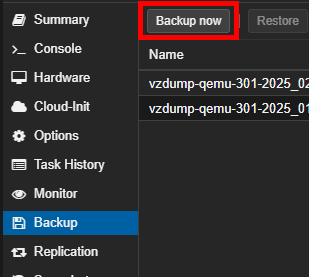 Summary
Backup now
Restore
Console
Name
Hardware
vzdump-qemu-301-2025_02
Cloud-Init
vzdump-qemu-301-2025_01
Options
Task History
Monitor
Backup
Replication